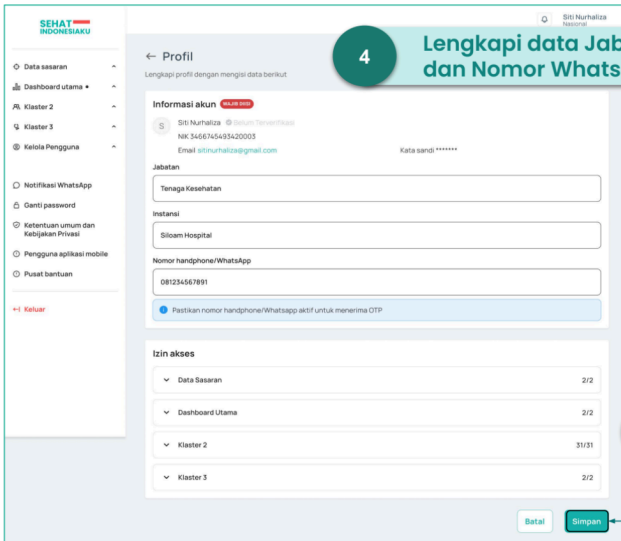 SEHAT
INDONESIAKU
Siti Nurhaliza
Nasional
4
Lengkapi data Jab
dan Nomor Whats
Data sasaran
Dashboard utama
Klaster 2
Klaster 3
Kelola Pengguna
Notifikasi WhatsApp
Ganti password
Ketentuan umum dan
Kebijakan Privasi
Pengguna aplikasi mobile
Pusat bantuan
Keluar
← Profil
Lengkapi profil dengan mengisi data berikut
Informasi akun WAJIB DIISI
S
Siti Nurhaliza Belum Terverifikasi
NIK 3466745493420003
Email sitinurhaliza@gmail.com Kata sandi *******
Jabatan
Tenaga Kesehatan
Instansi
Siloam Hospital
Nomor handphone/WhatsApp
081234567891
Pastikan nomor handphone/Whatsapp aktif untuk menerima OTP
Izin akses
Data Sasaran 2/2
Dashboard Utama 2/2
Klaster 2 31/31
Klaster 3 2/2
Batal Simpan